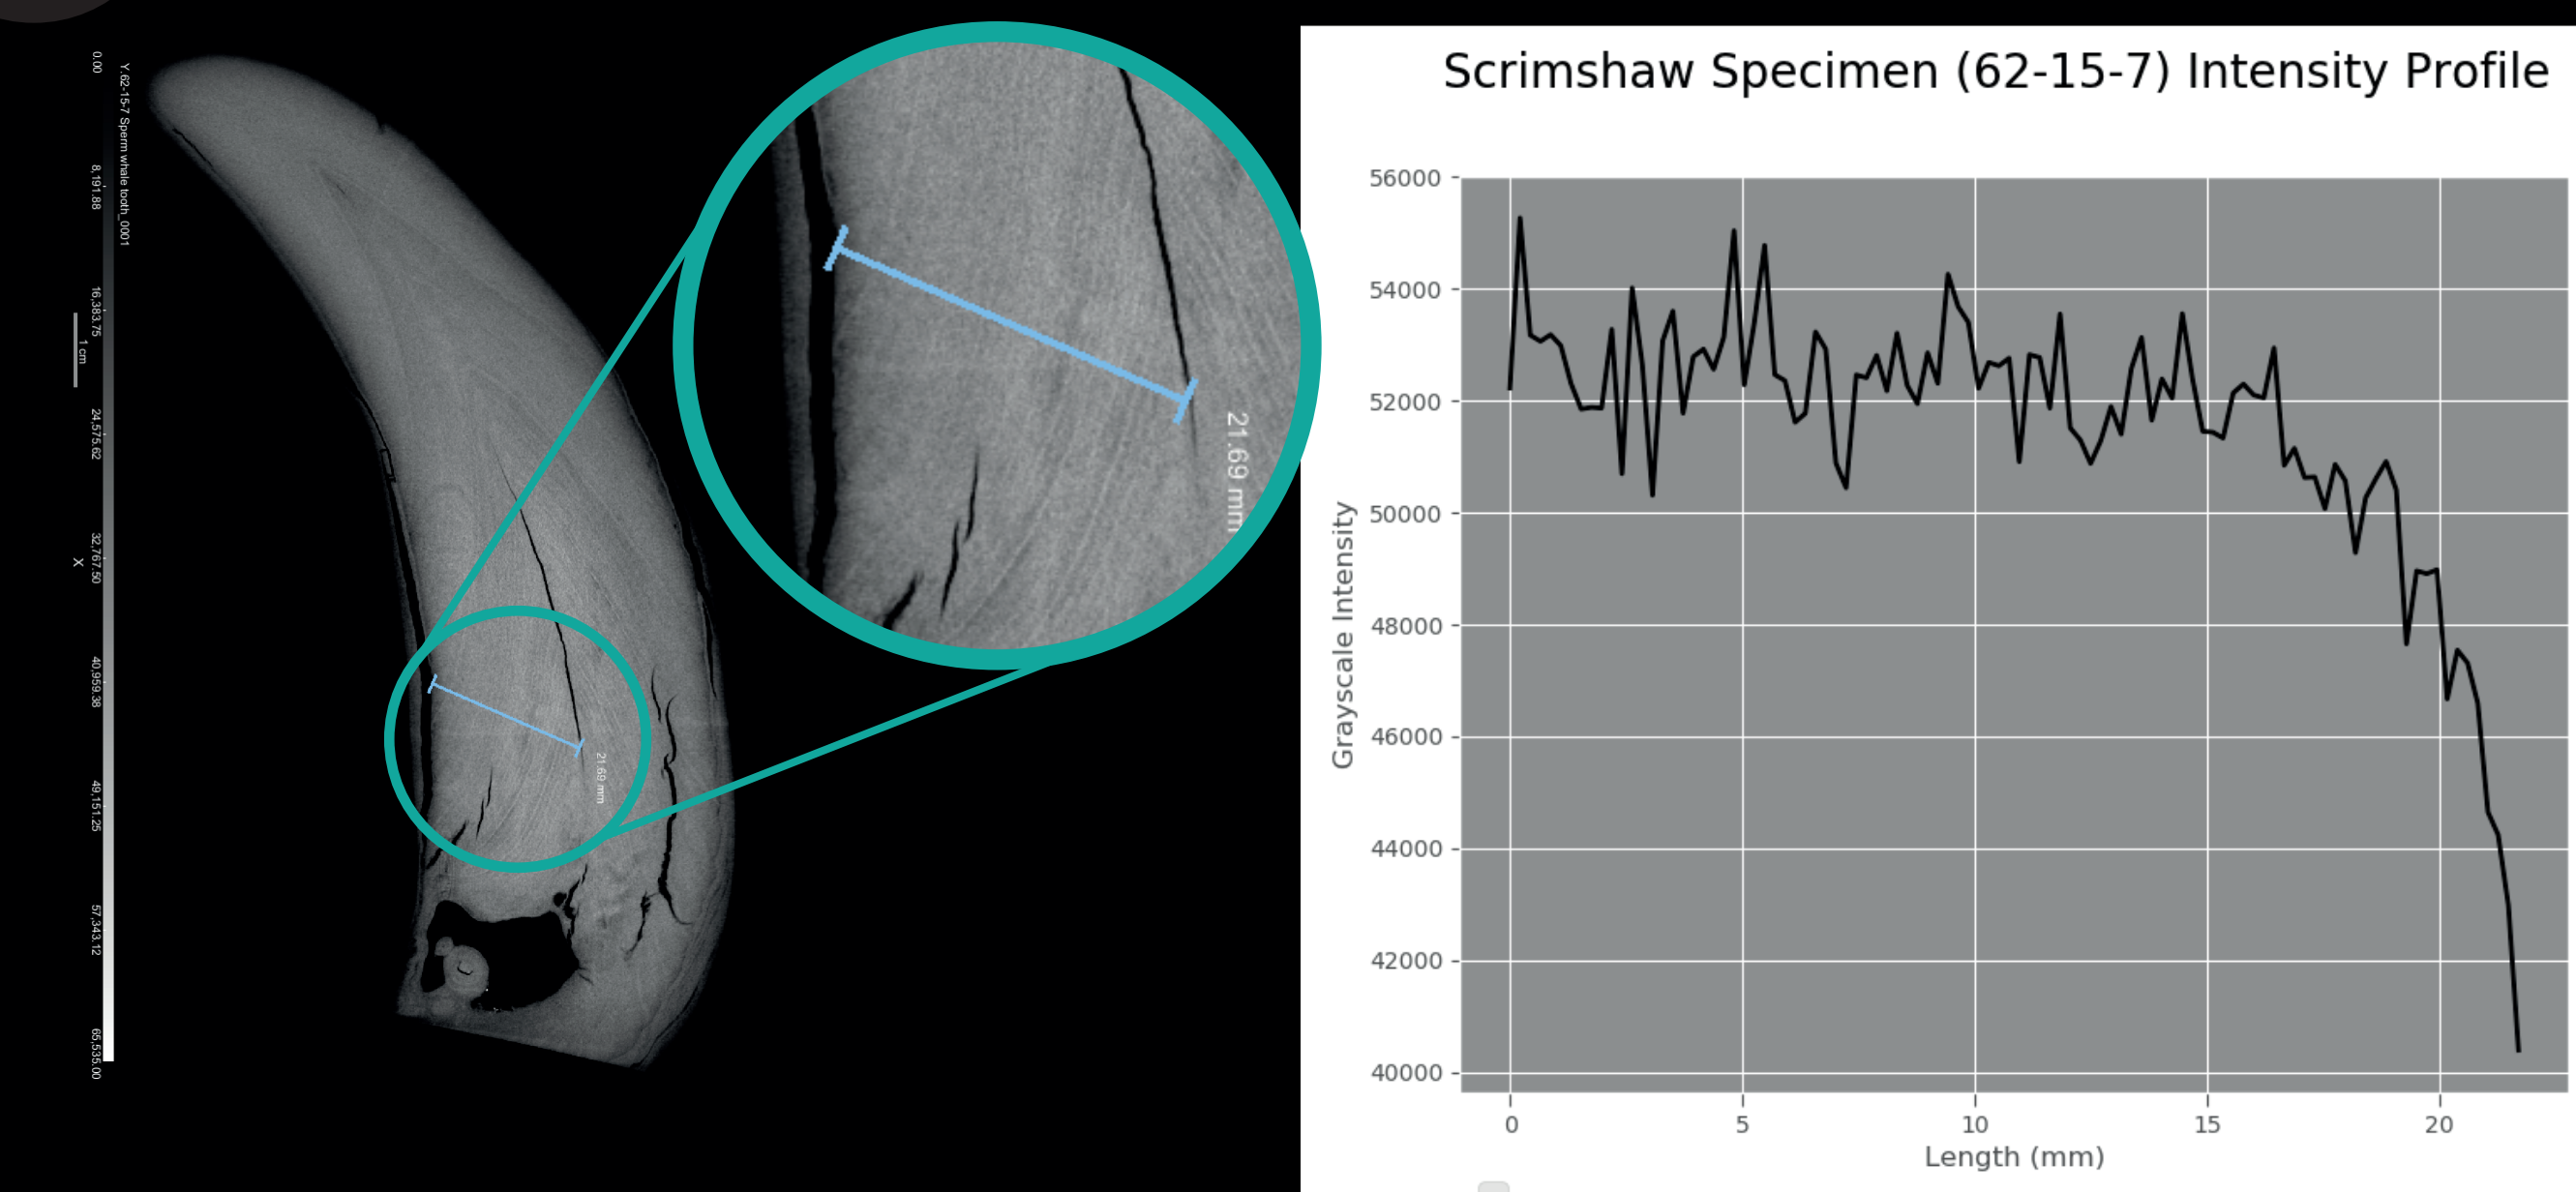 Y.62-15-7 Sperm whale tooth_0001
0.00
8,191.88
16,383.75
24,575.62
32,767.50
40,959.38
49,151.25
57,343.12
65,535.00
1 cm
X
21.69 mm
21.69 mm
Scrimshaw Specimen (62-15-7) Intensity Profile
Grayscale Intensity
56000
54000
52000
50000
48000
46000
44000
42000
40000
0 5 10 15 20
Length (mm)